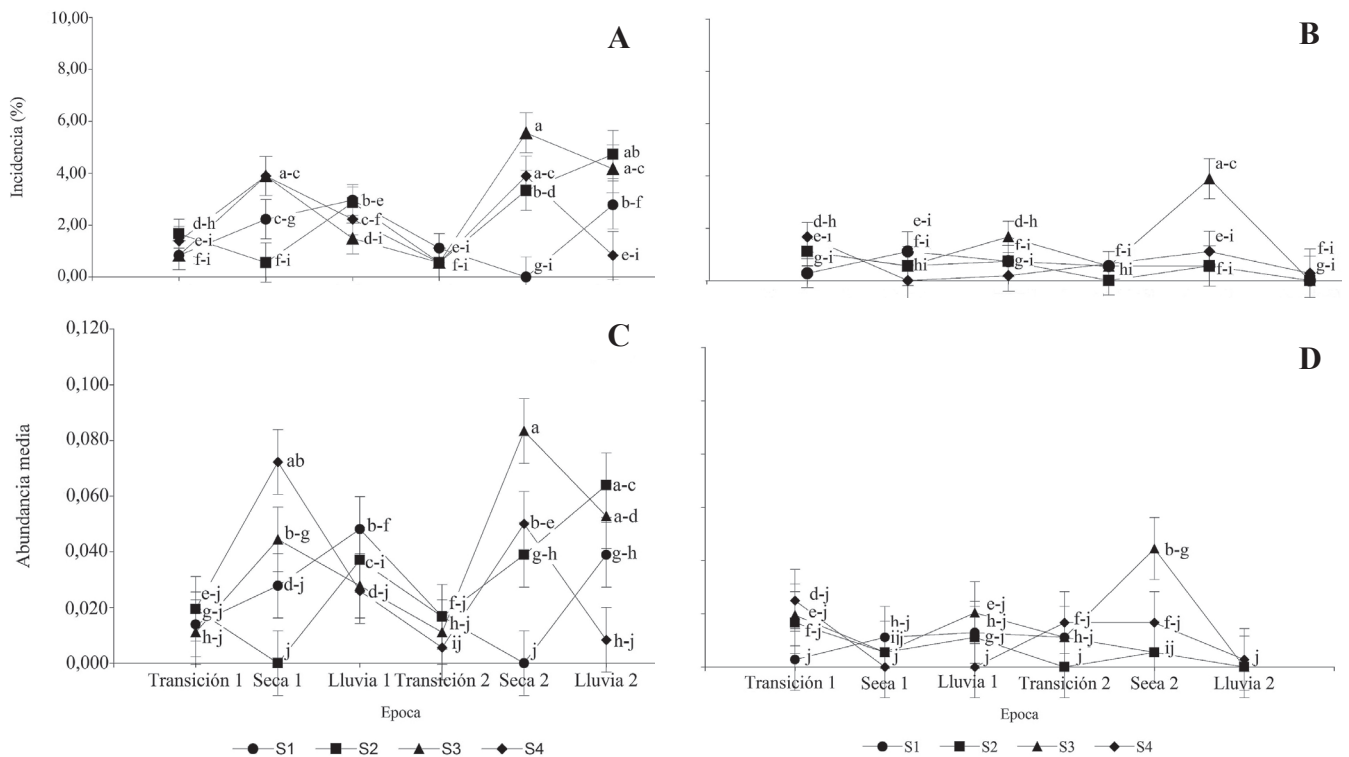 10,00
8,00
6,00
4,00
2,00
0,00
Incidencia (%)
A
d-h
e-i
f-i
a-c
c-g
f-i
b-e
c-f
d-i
e-i
f-i
a
a-c
b-d
g-i
ab
a-c
b-f
e-i
B
d-h
e-i
g-i
e-i
f-i
hi
d-h
f-i
g-i
f-i
hi
a-c
e-i
f-i
f-i
g-i
0,120
0,100
0,080
0,060
0,040
0,020
0,000
Abundancia media
C
e-j
g-j
h-j
ab
b-g
d-j
j
b-f
c-i
d-j
f-j
h-j
ij
a
b-e
g-h
j
a-c
a-d
g-h
h-j
Transición 1 Seca 1 Lluvia 1 Transición 2 Seca 2 Lluvia 2
Epoca
S1 S2 S3 S4
D
d-j
e-j
f-j
j
h-j
ij
j
e-j
h-j
g-j
j
f-j
h-j
j
b-g
f-j
ij
j
Transición 1 Seca 1 Lluvia 1 Transición 2 Seca 2 Lluvia 2
Epoca
S1 S2 S3 S4